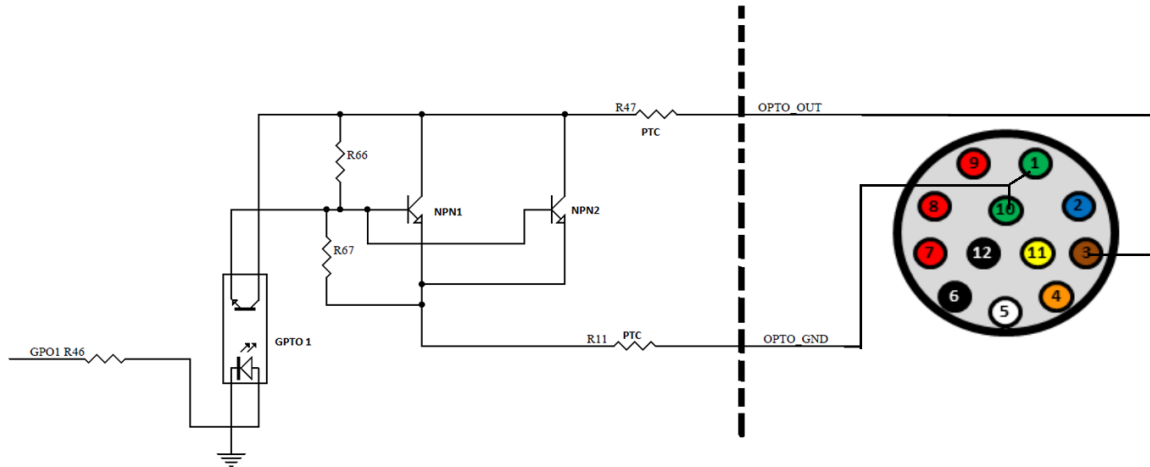 R47
OPTO_OUT
PTC
R66
NPN1
NPN2
R67
GPTO 1
GPO1 R46
R11
PTC
OPTO_GND
9
1
8
10
2
7
12
11
3
6
4
5